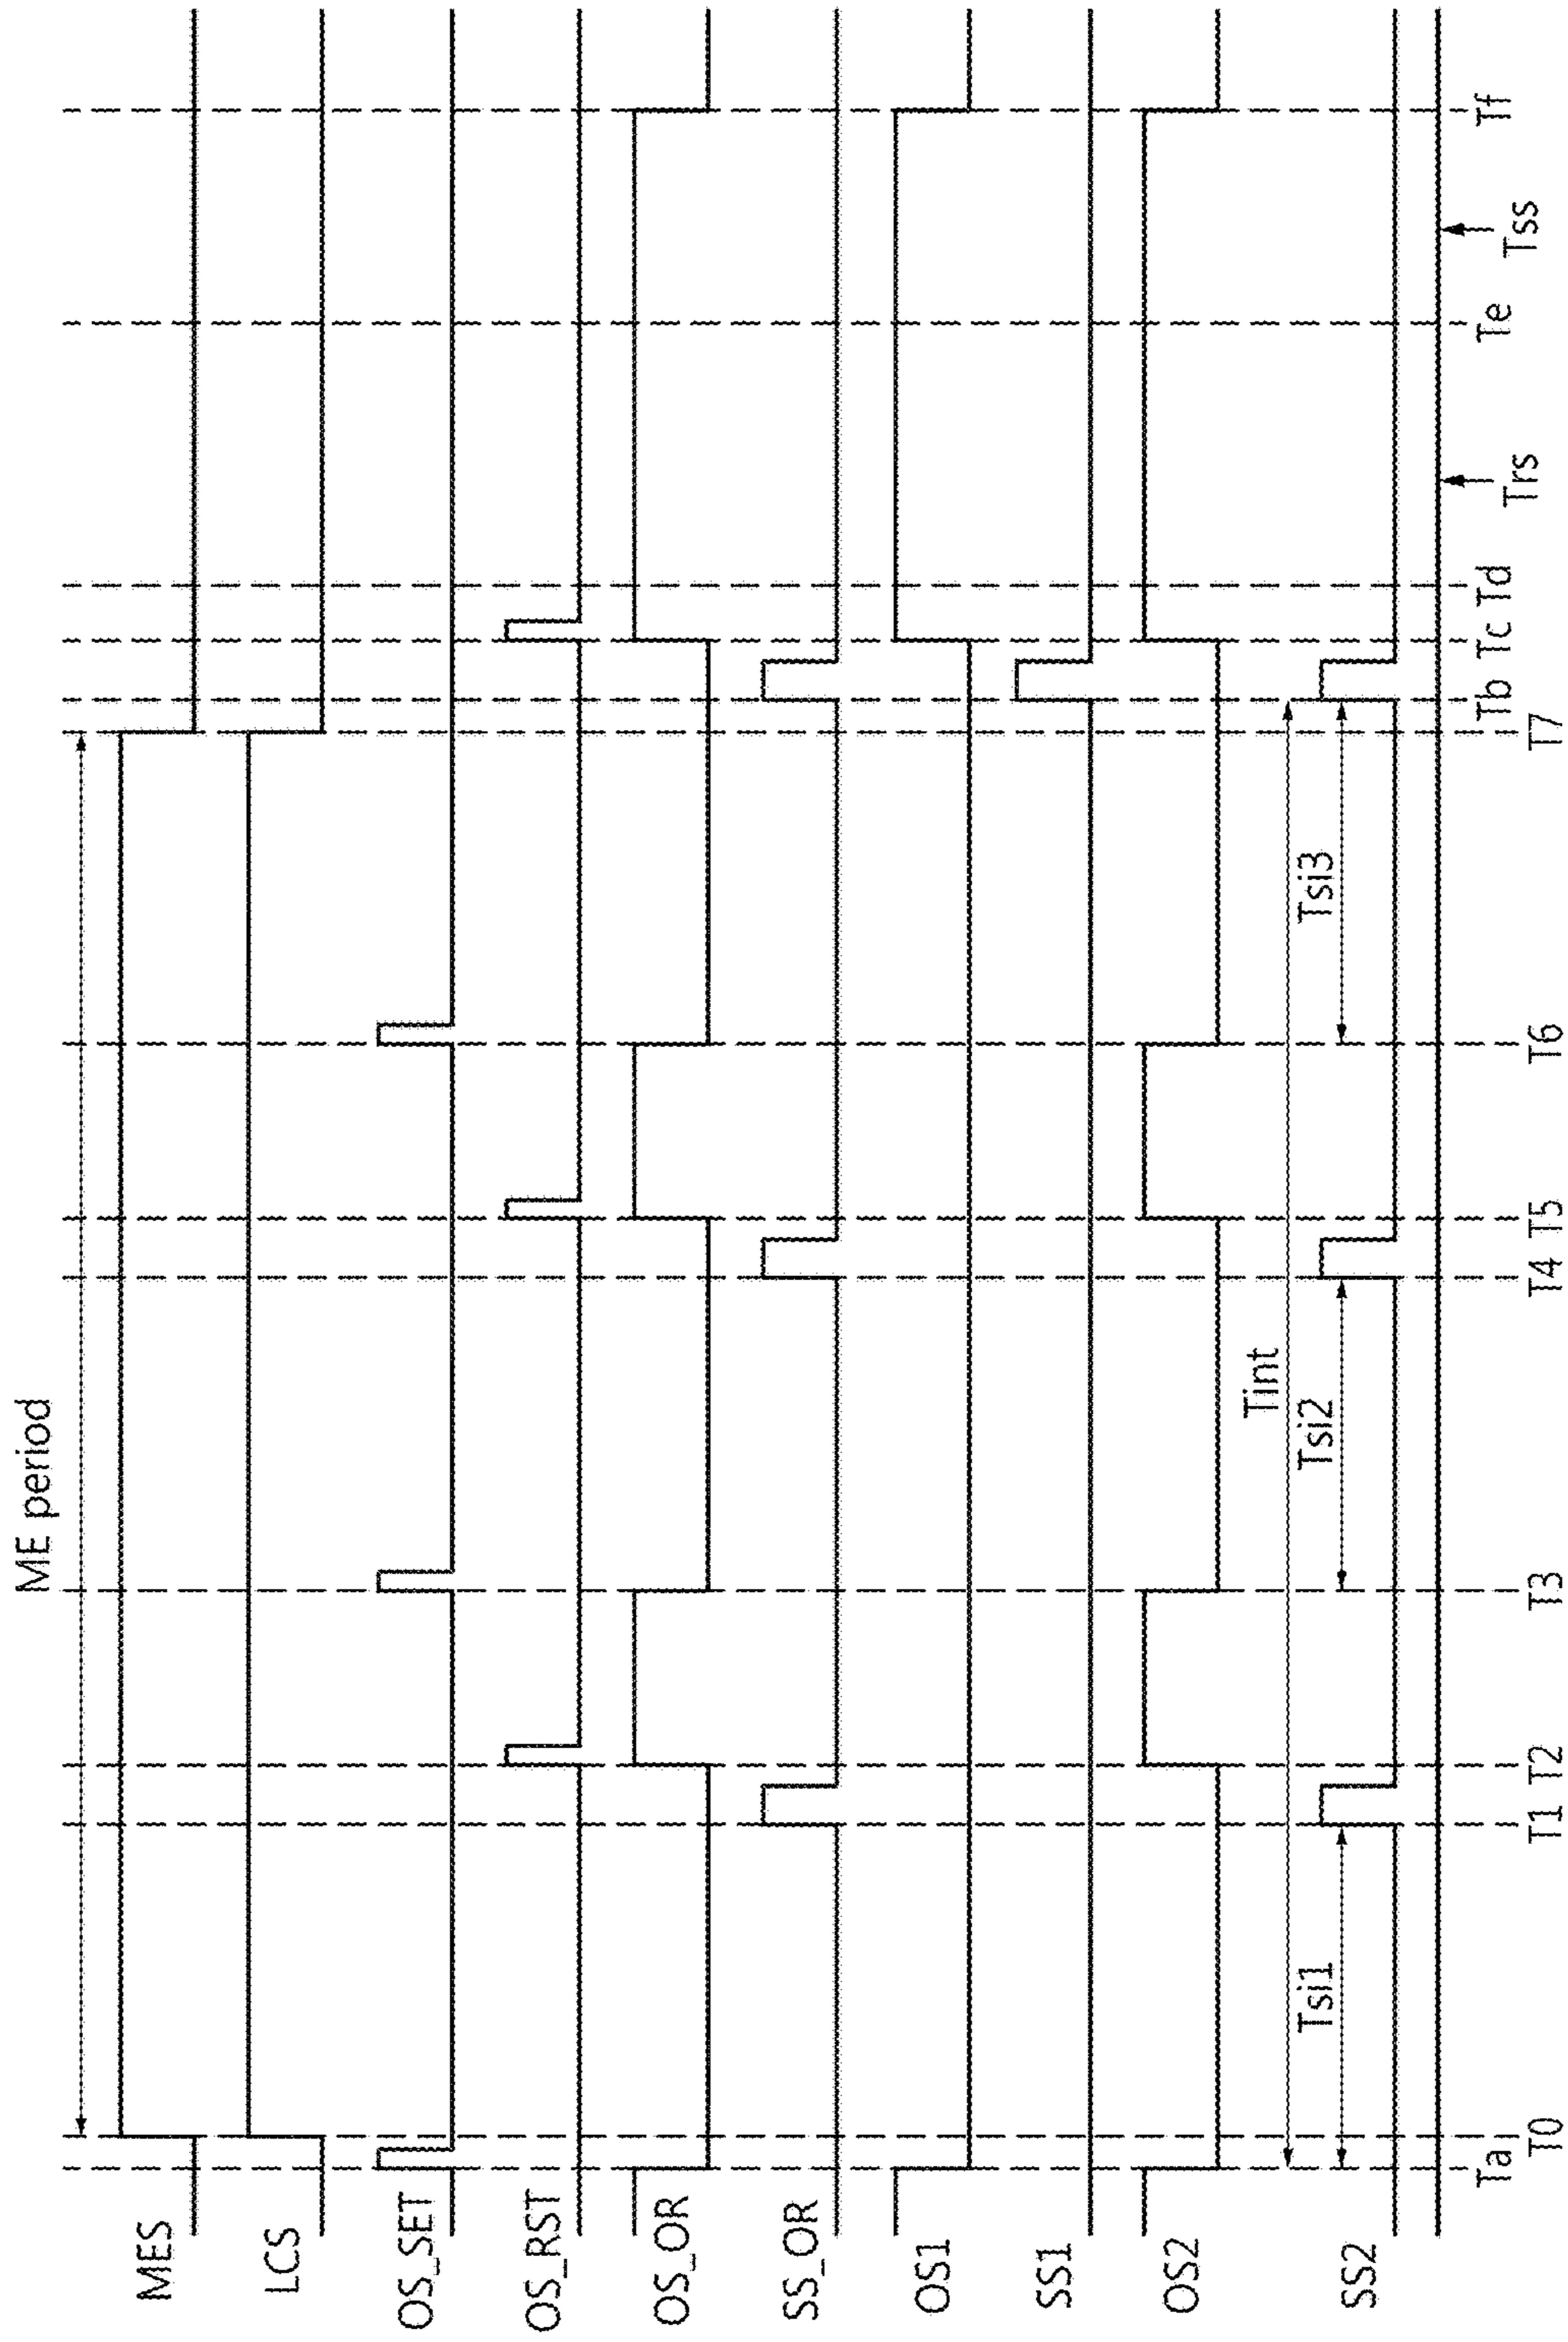 ME period
MES
LCS
OS_SET
OS_RST
OS_OR
SS_OR
OS1
SS1
OS2
Tint
Tsi1
Tsi2
Tsi3
SS2
Ta
Tb
Tc
Td
Te
Tf
Trs
Tss
T0
T1
T2
T3
T4
T5
T6
T7